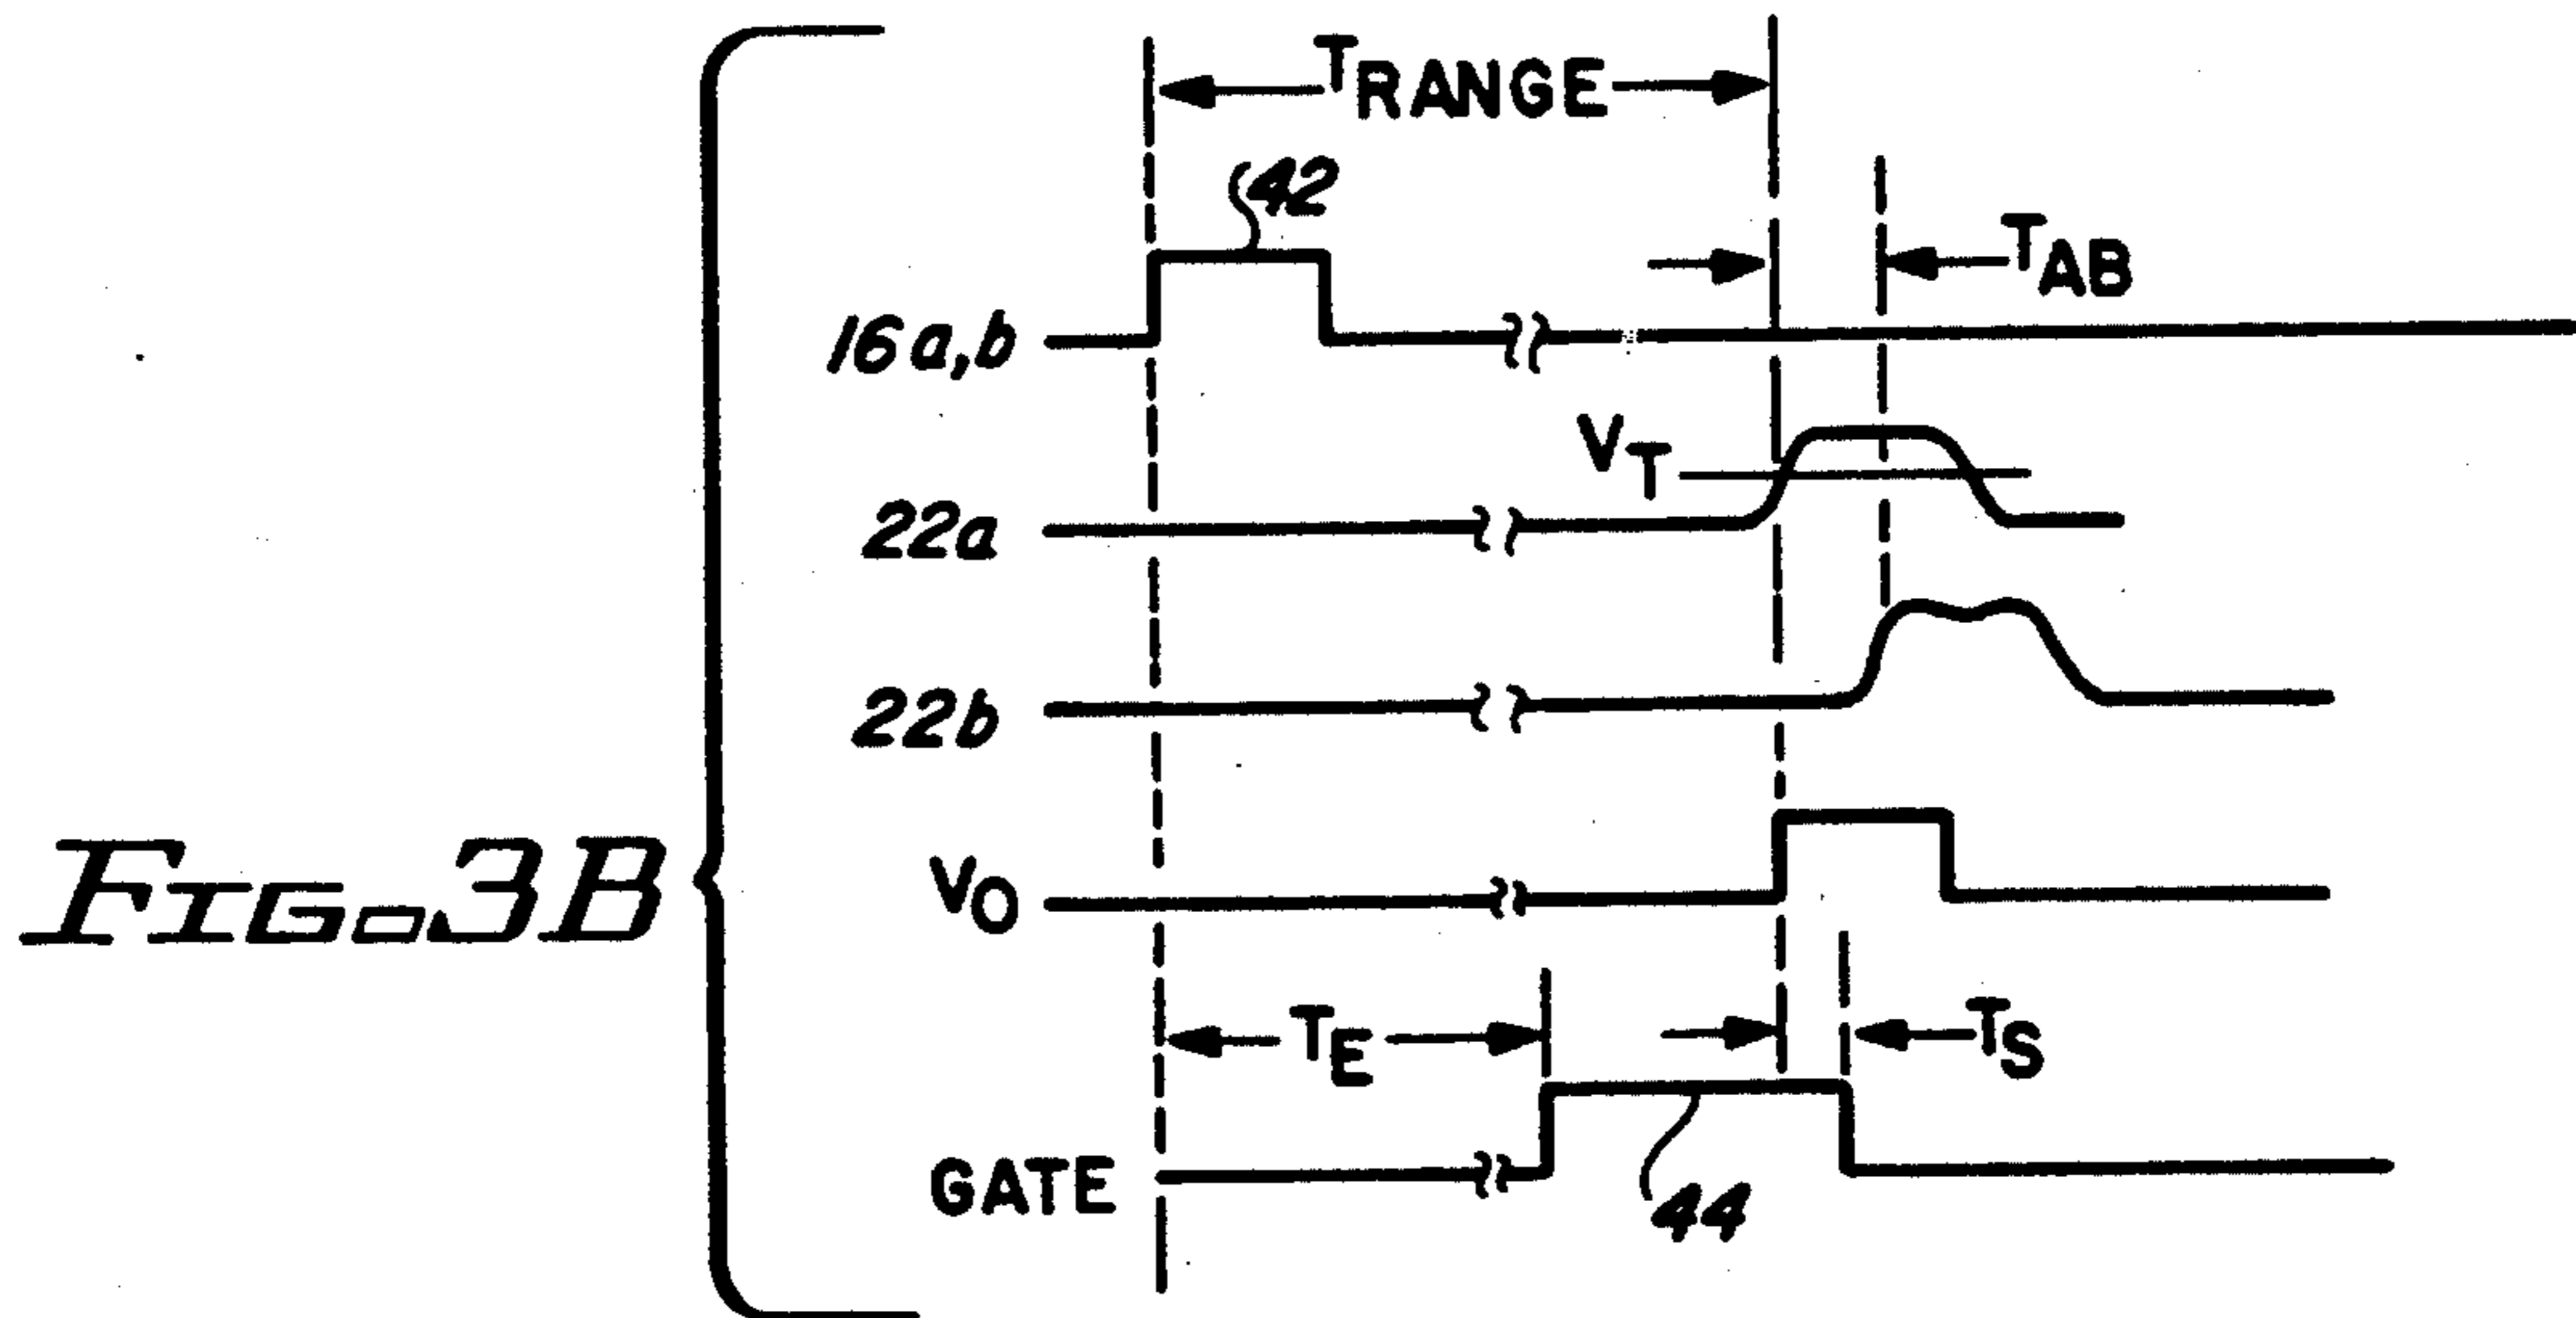 TRANGE
42
TAB
16a,b
VT
22a
22b
VO
FIG. 3B
TE
TS
GATE
44